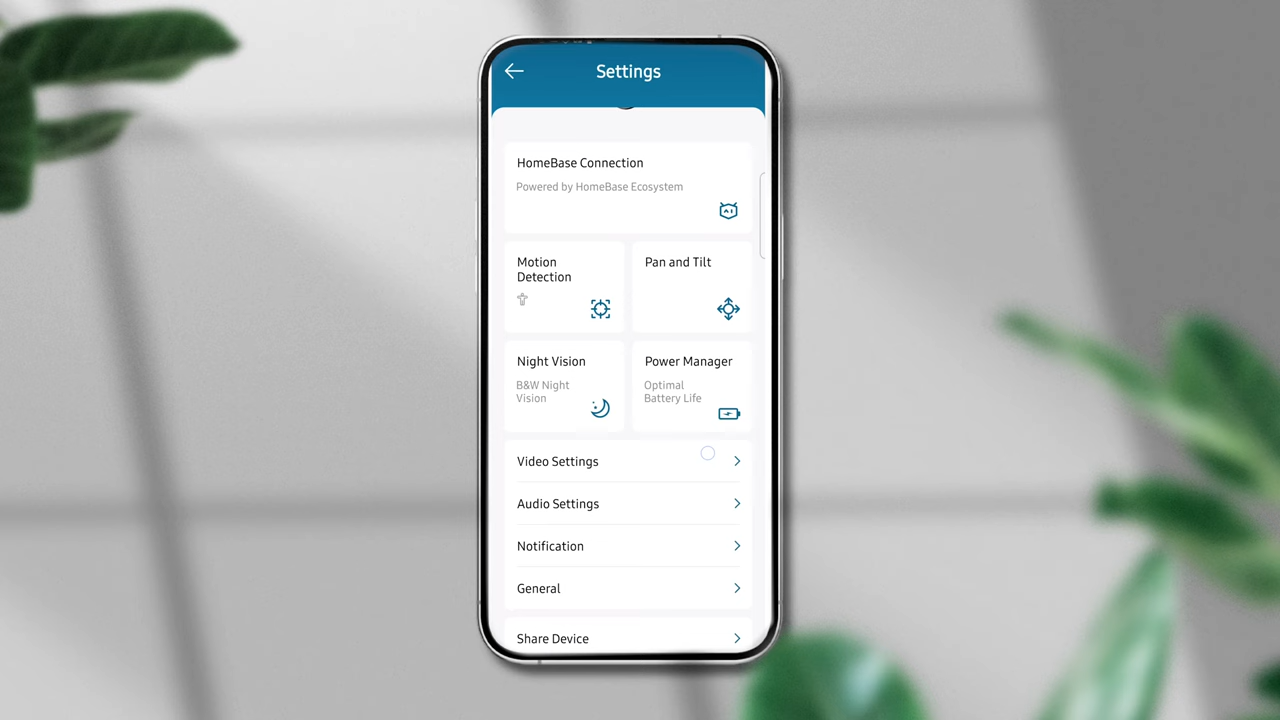 Settings
HomeBase Connection
Powered by HomeBase Ecosystem
Motion
Detection
Pan and Tilt
Night Vision
B&W Night
Vision
Power Manager
Optimal
Battery Life
Video Settings
Audio Settings
Notification
General
Share Device